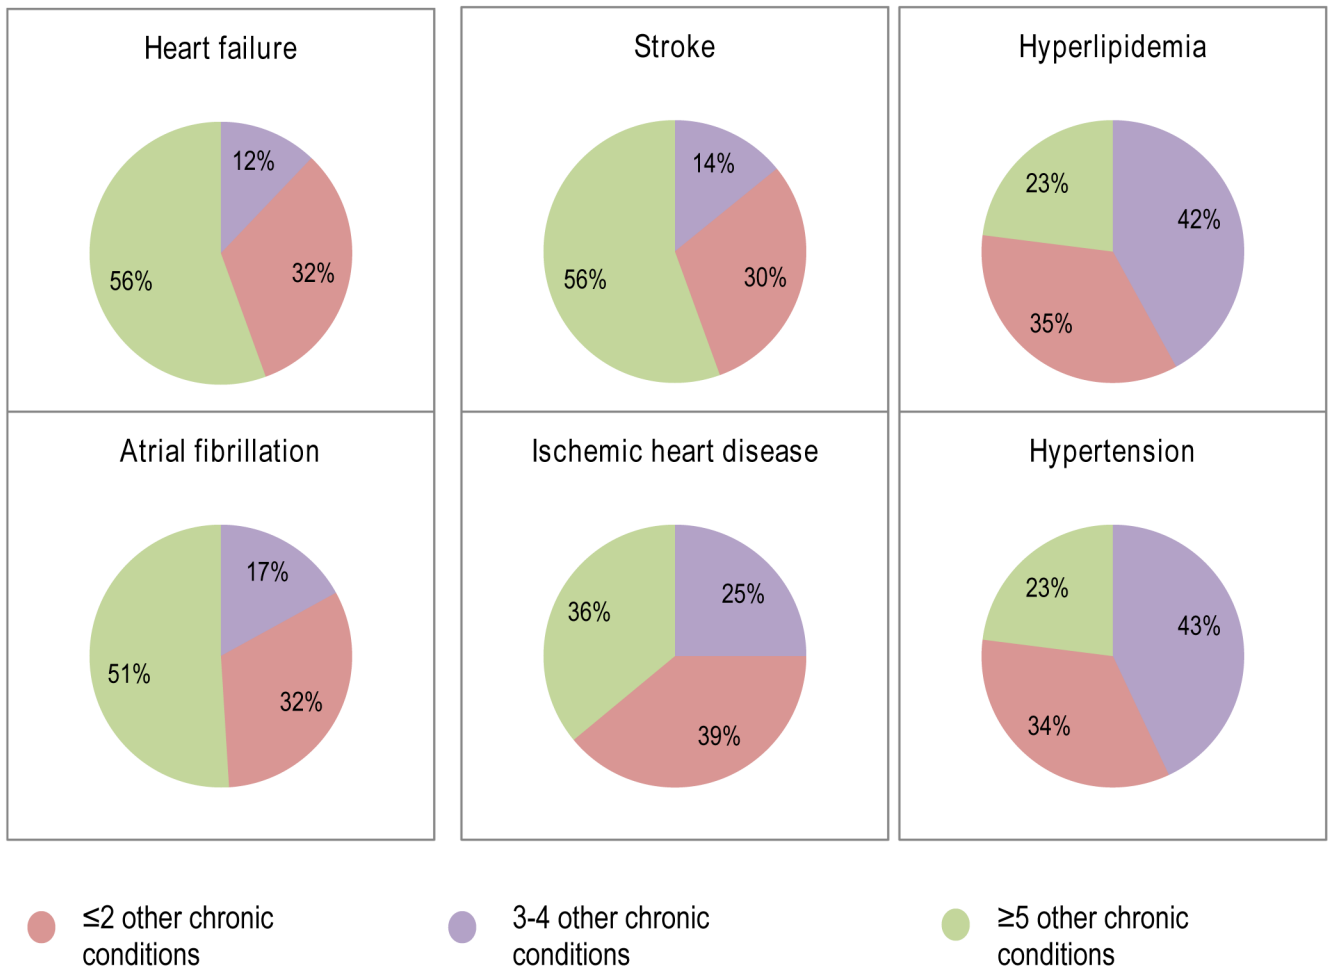 Heart failure
12%
32%
56%
Stroke
14%
30%
56%
Hyperlipidemia
23%
42%
35%
Atrial fibrillation
17%
51%
32%
Ischemic heart disease
25%
36%
39%
Hypertension
23%
43%
34%
≤2 other chronic
conditions
3-4 other chronic
conditions
≥5 other chronic
conditions